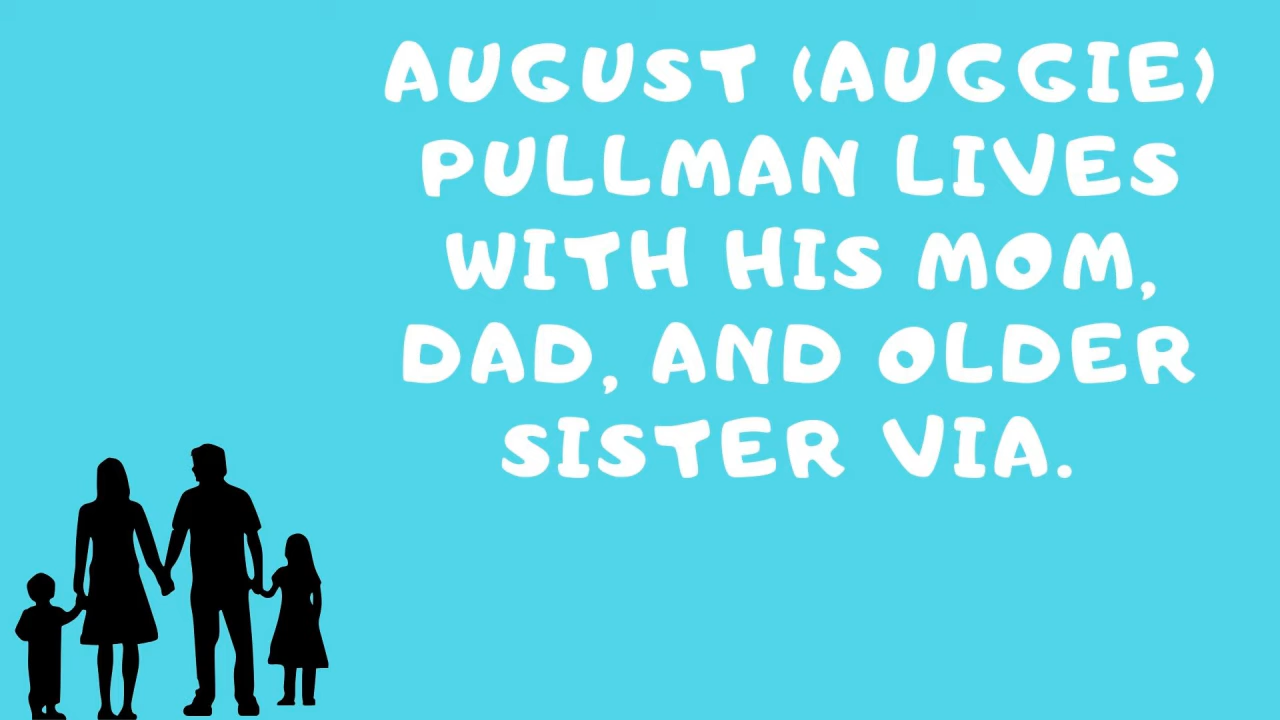 AUGUST (AUGGIE)
PULLMAN LIVES
WITH HIS MOM,
DAD, AND OLDER
SISTER VIA.